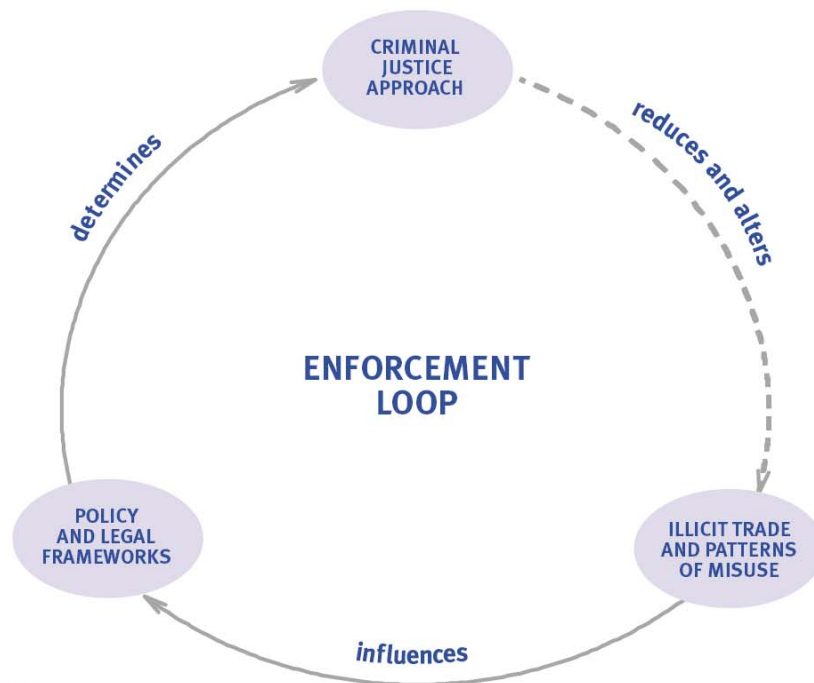 CRIMINAL
JUSTICE
APPROACH
determines
reduces and alters
ENFORCEMENT
LOOP
POLICY
AND LEGAL
FRAMEWORKS
ILLICIT TRADE
AND PATTERNS
OF MISUSE
influences